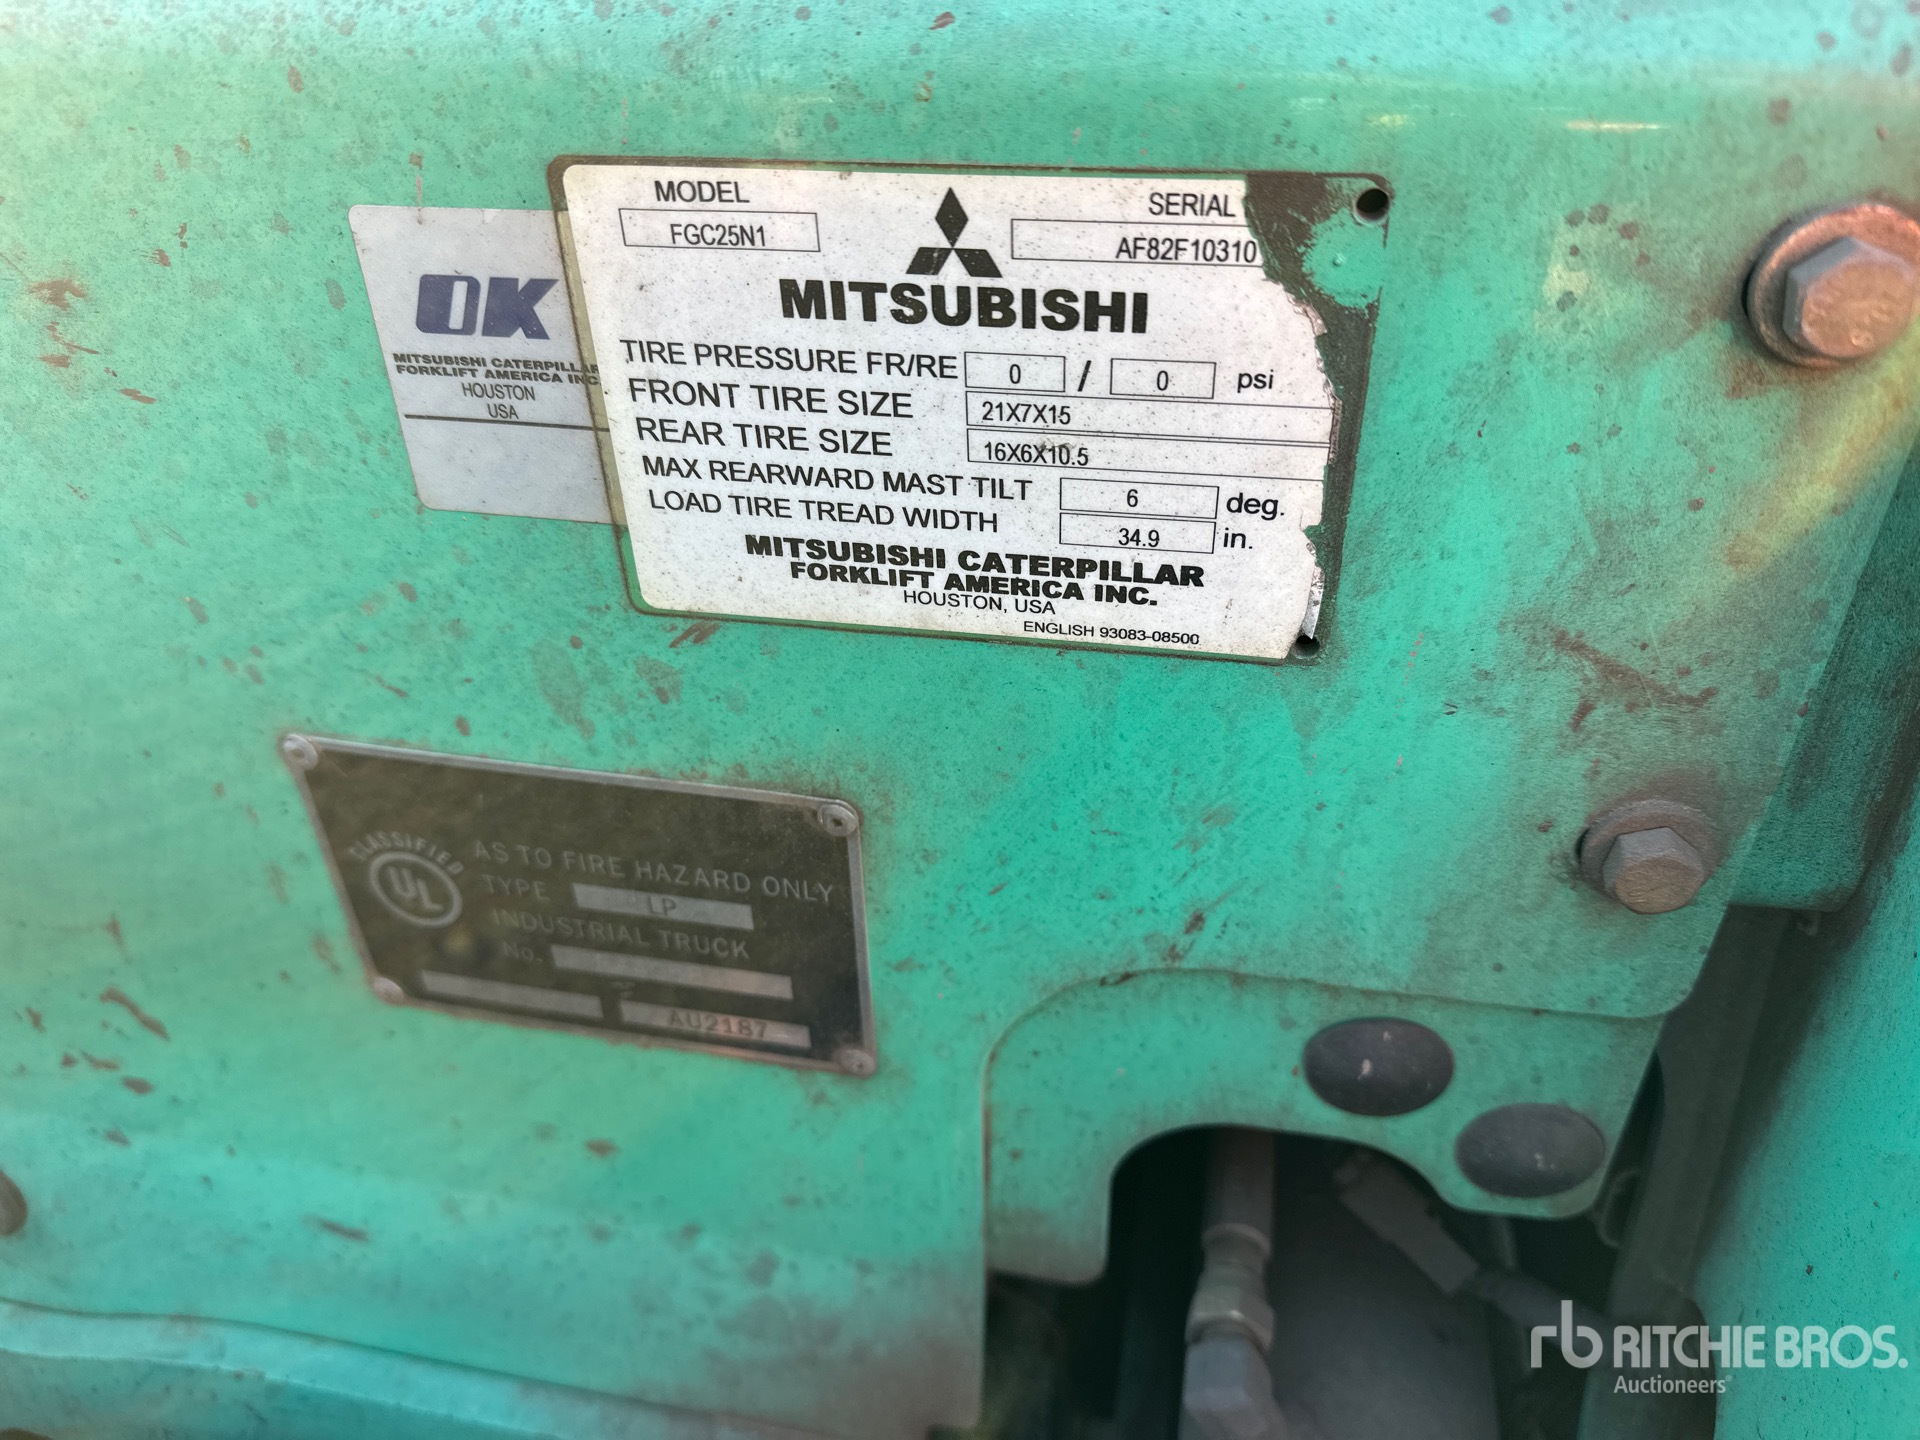 MODEL
FGC25N1
SERIAL
AF82F10310
MITSUBISHI
TIRE PRESSURE FR/RE 0 / 0 psi
FRONT TIRE SIZE 21X7X15
REAR TIRE SIZE 16X6X10.5
MAX REARWARD MAST TILT 6 deg.
LOAD TIRE TREAD WIDTH 34.9 in.
MITSUBISHI CATERPILLAR
FORKLIFT AMERICA INC.
HOUSTON, USA
ENGLISH 93083-08500
OK
MITSUBISHI CATERPILLAR
FORKLIFT AMERICA INC.
HOUSTON
USA
CLASSIFIED
UL
AS TO FIRE HAZARD ONLY
TYPE LP
INDUSTRIAL TRUCK
No.
AU2187
rb RITCHIE BROS.
Auctioneers